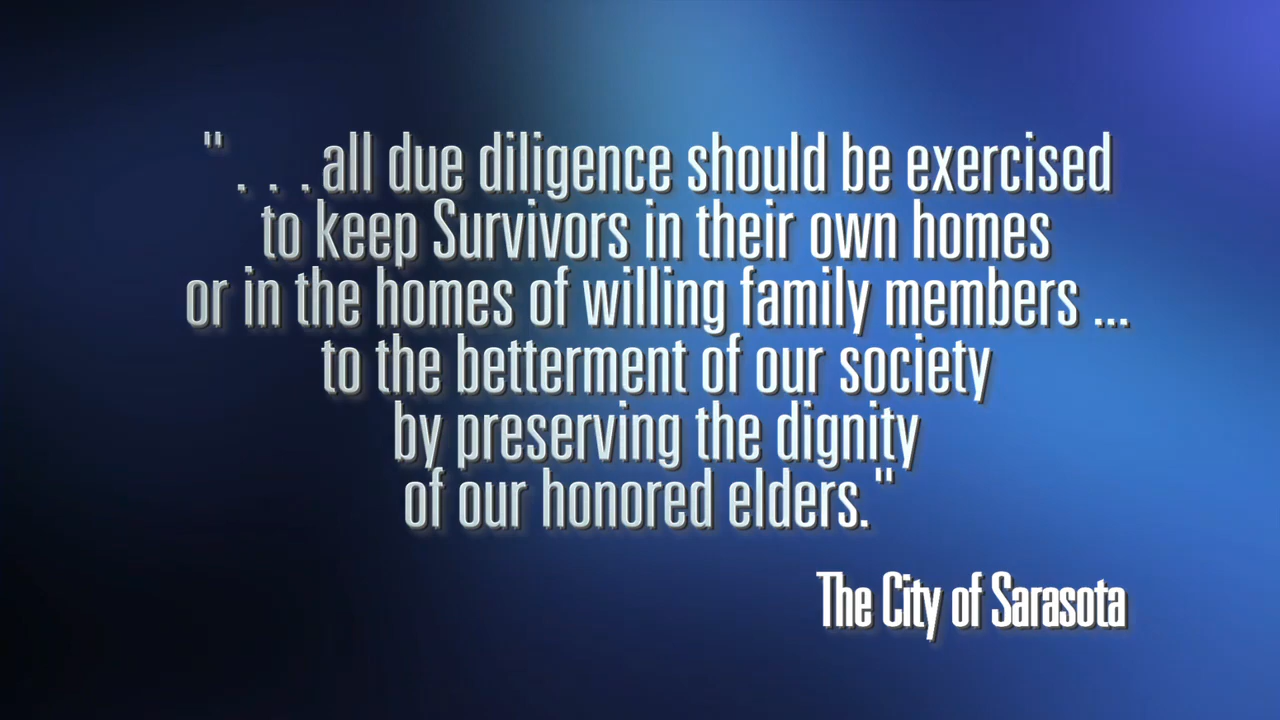 " . . . all due diligence should be exercised
to keep Survivors in their own homes
or in the homes of willing family members ...
to the betterment of our society
by preserving the dignity
of our honored elders."
The City of Sarasota